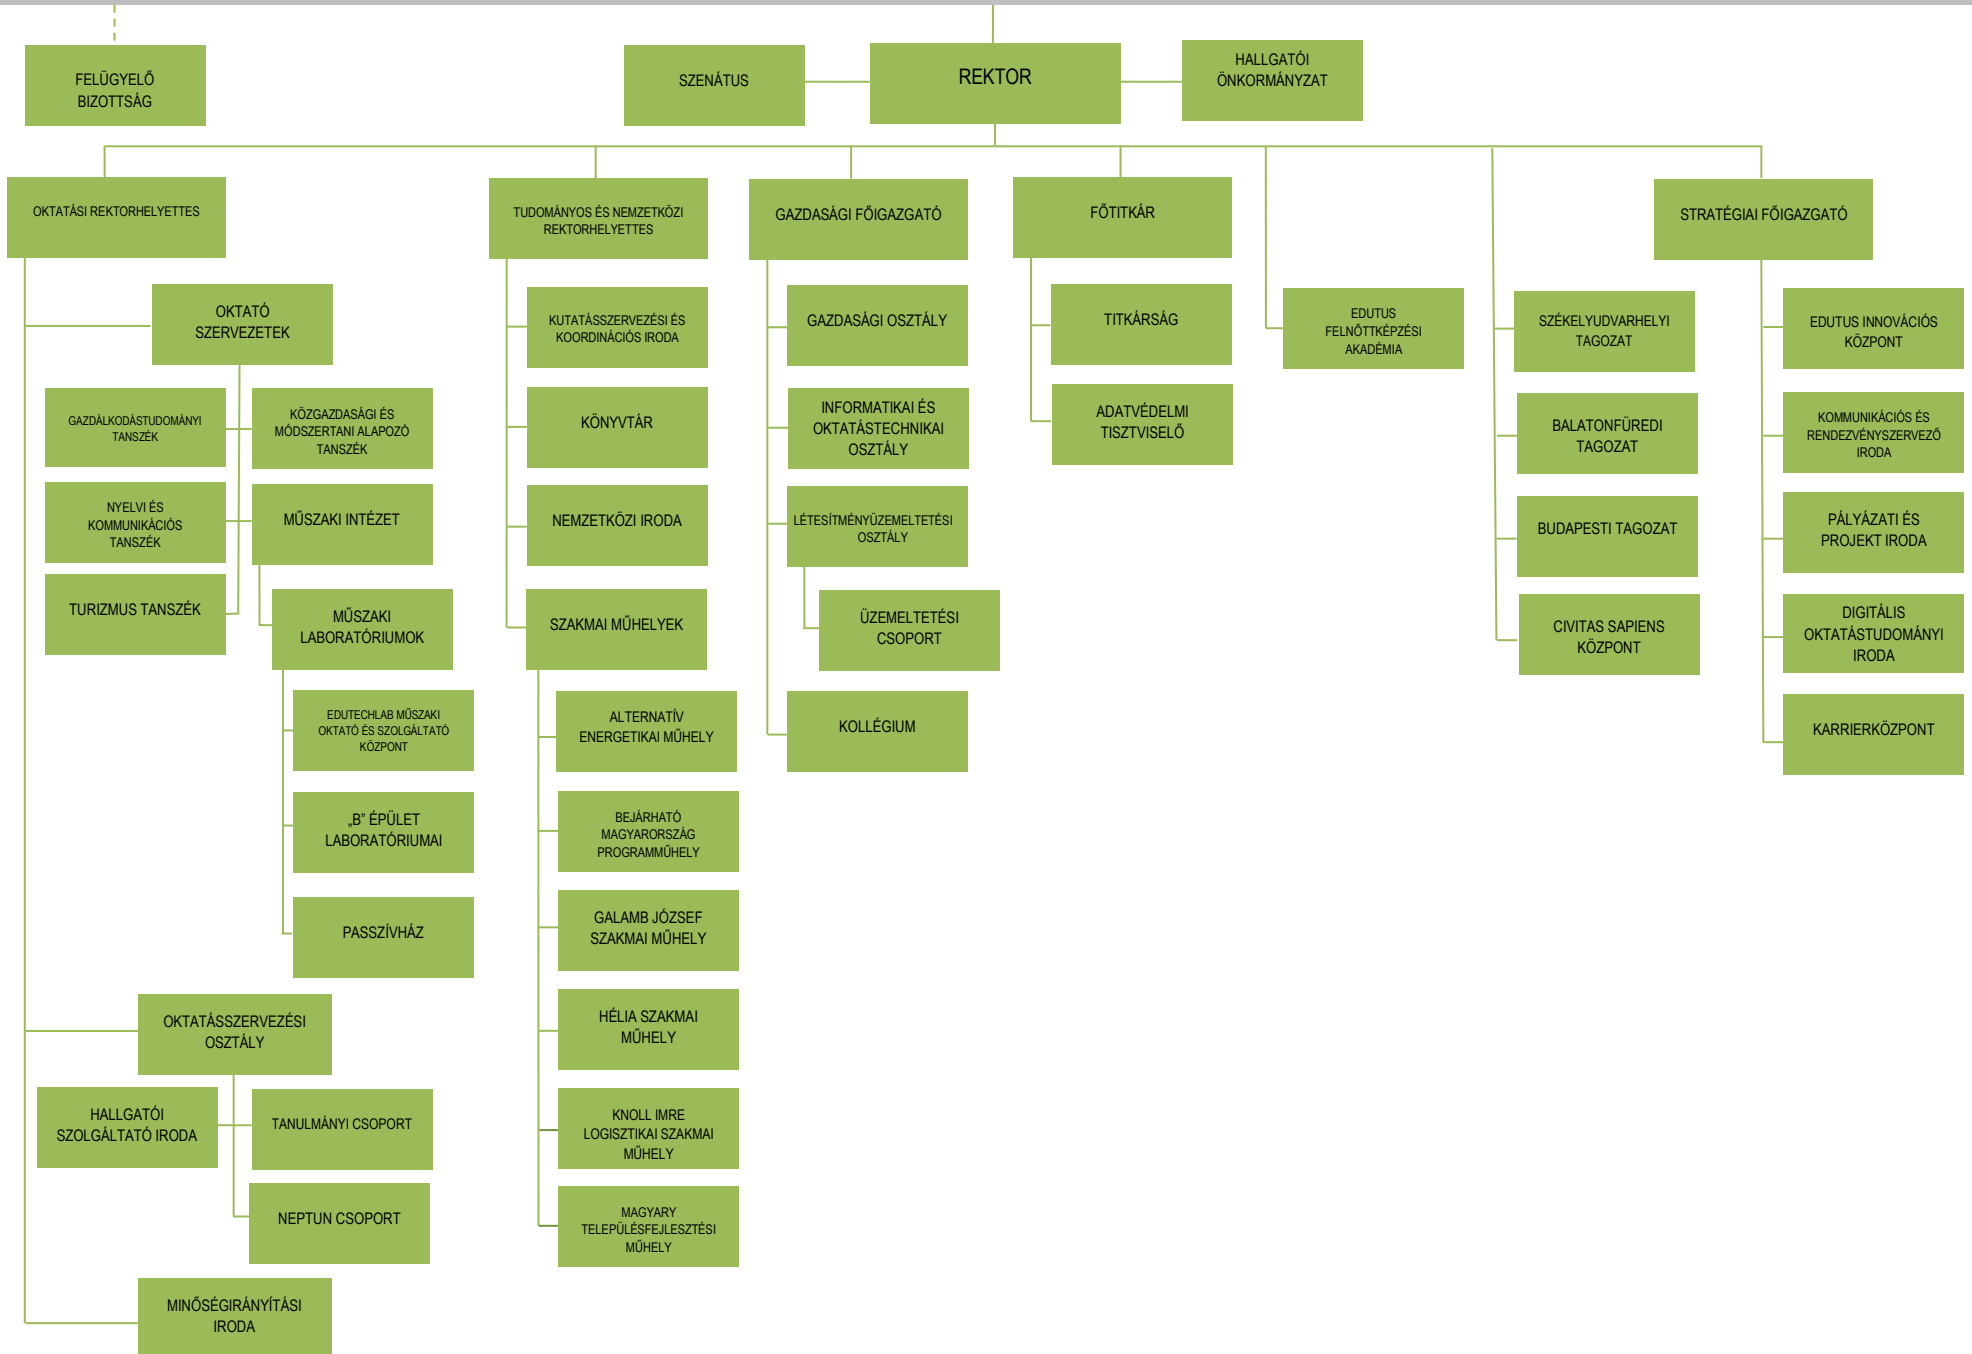 FELÜGYELŐ
BIZOTTSÁG
SZENÁTUS
REKTOR
HALLGATÓI
ÖNKORMÁNYZAT
OKTATÁSI REKTORHELYETTES
TUDOMÁNYOS ÉS NEMZETKÖZI
REKTORHELYETTES
GAZDASÁGI FŐIGAZGATÓ
FŐTITKÁR
STRATÉGIAI FŐIGAZGATÓ
OKTATÓ
SZERVEZETEK
GAZDÁLKODÁSTUDOMÁNYI
TANSZÉK
KÖZGAZDASÁGI ÉS
MÓDSZERTANI ALAPOZÓ
TANSZÉK
NYELVI ÉS
KOMMUNIKÁCIÓS
TANSZÉK
MŰSZAKI INTÉZET
TURIZMUS TANSZÉK
MŰSZAKI
LABORATÓRIUMOK
EDUTECHLAB MŰSZAKI
OKTATÓ ÉS SZOLGÁLTATÓ
KÖZPONT
„B” ÉPÜLET
LABORATÓRIUMAI
PASSZÍVHÁZ
OKTATÁSSZERVEZÉSI
OSZTÁLY
HALLGATÓI
SZOLGÁLTATÓ IRODA
TANULMÁNYI CSOPORT
NEPTUN CSOPORT
MINŐSÉGIRÁNYÍTÁSI
IRODA
KUTATÁSSZERVEZÉSI ÉS
KOORDINÁCIÓS IRODA
KÖNYVTÁR
NEMZETKÖZI IRODA
SZAKMAI MŰHELYEK
ALTERNATÍV
ENERGETIKAI MŰHELY
BEJÁRHATÓ
MAGYARORSZÁG
PROGRAMMŰHELY
GALAMB JÓZSEF
SZAKMAI MŰHELY
HÉLIA SZAKMAI
MŰHELY
KNOLL IMRE
LOGISZTIKAI SZAKMAI
MŰHELY
MAGYARY
TELEPÜLÉSFEJLESZTÉSI
MŰHELY
GAZDASÁGI OSZTÁLY
INFORMATIKAI ÉS
OKTATÁSTECHNIKAI
OSZTÁLY
LÉTESÍTMÉNYÜZEMELTETÉSI
OSZTÁLY
ÜZEMELTETÉSI
CSOPORT
KOLLÉGIUM
TITKÁRSÁG
ADATVÉDELMI
TISZTVISELŐ
EDUTUS
FELNŐTTKÉPZÉSI
AKADÉMIA
SZÉKELYUDVARHELYI
TAGOZAT
BALATONFÜREDI
TAGOZAT
BUDAPESTI TAGOZAT
CIVITAS SAPIENS
KÖZPONT
EDUTUS INNOVÁCIÓS
KÖZPONT
KOMMUNIKÁCIÓS ÉS
RENDEZVÉNYSZERVEZŐ
IRODA
PÁLYÁZATI ÉS
PROJEKT IRODA
DIGITÁLIS
OKTATÁSTUDOMÁNYI
IRODA
KARRIERKÖZPONT